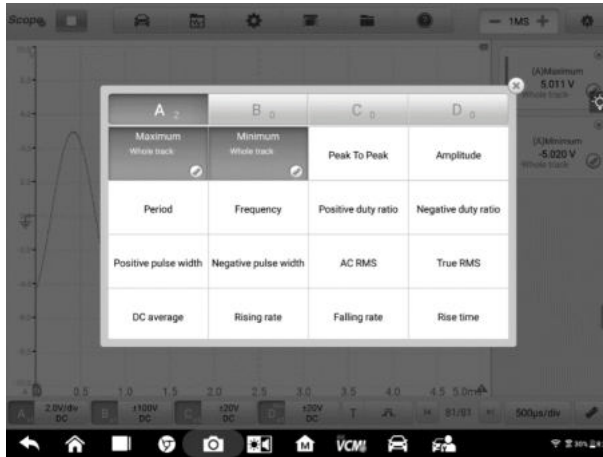 Scope
1MS
(A)Maximum
5.011 V
Whole track
(A)Minimum
-5.020 V
Whole track
A 2
B 0
C 0
D 0
Maximum
Whole track
Minimum
Whole track
Peak To Peak
Amplitude
Period
Frequency
Positive duty ratio
Negative duty ratio
Positive pulse width
Negative pulse width
AC RMS
True RMS
DC average
Rising rate
Falling rate
Rise time
0.5
1.0
1.5
2.0
2.5
3.0
3.5
4.0
4.5
5.0m
A
2.0V/div
DC
B
±100V
DC
C
±20V
DC
D
±20V
DC
T
81/81
500µs/div
VCMI
30%